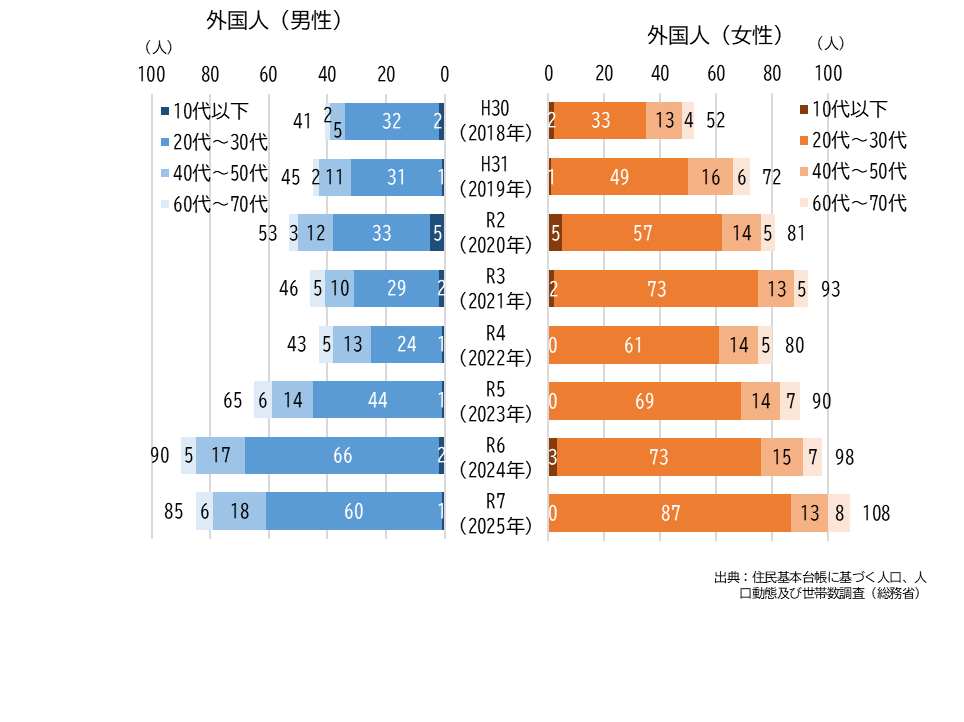 外国人（男性）
外国人（女性）
（人）
（人）
100 80 60 40 20 0
0 20 40 60 80 100
10代以下
20代～30代
40代～50代
60代～70代
10代以下
20代～30代
40代～50代
60代～70代
41 2 5 32 2
H30
（2018年）
2 33 13 4 52
45 2 11 31 1
H31
（2019年）
1 49 16 6 72
53 3 12 33 5
R2
（2020年）
5 57 14 5 81
46 5 10 29 2
R3
（2021年）
2 73 13 5 93
43 5 13 24 1
R4
（2022年）
0 61 14 5 80
65 6 14 44 1
R5
（2023年）
0 69 14 7 90
90 5 17 66 2
R6
（2024年）
3 73 15 7 98
85 6 18 60 1
R7
（2025年）
0 87 13 8 108
出典：住民基本台帳に基づく人口、人
口動態及び世帯数調査（総務省）